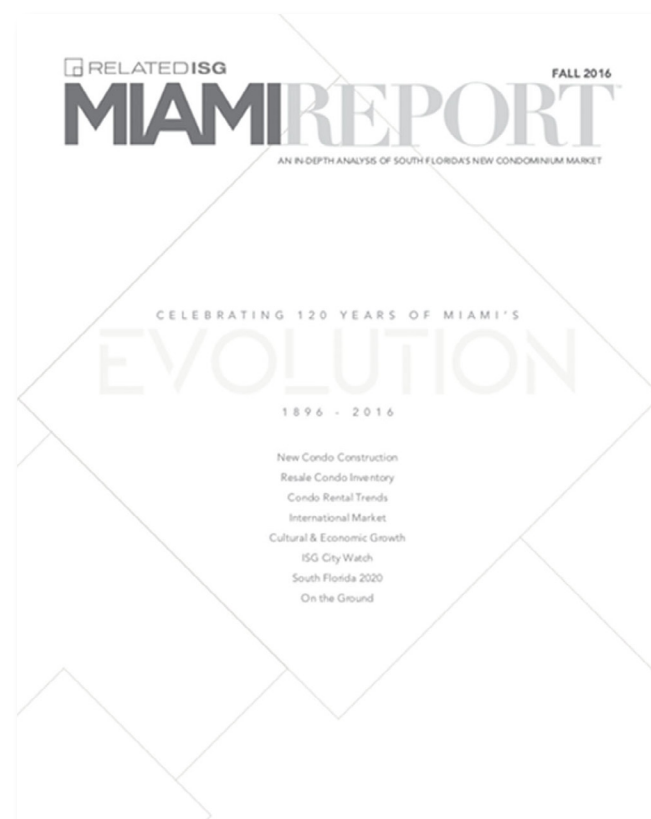 RELATEDISG
FALL 2016
MIAMIREPORT
AN IN-DEPTH ANALYSIS OF SOUTH FLORIDA'S NEW CONDOMINIUM MARKET
CELEBRATING 120 YEARS OF MIAMI'S
EVOLUTION
1896 - 2016
New Condo Construction
Resale Condo Inventory
Condo Rental Trends
International Market
Cultural & Economic Growth
ISG City Watch
South Florida 2020
On the Ground